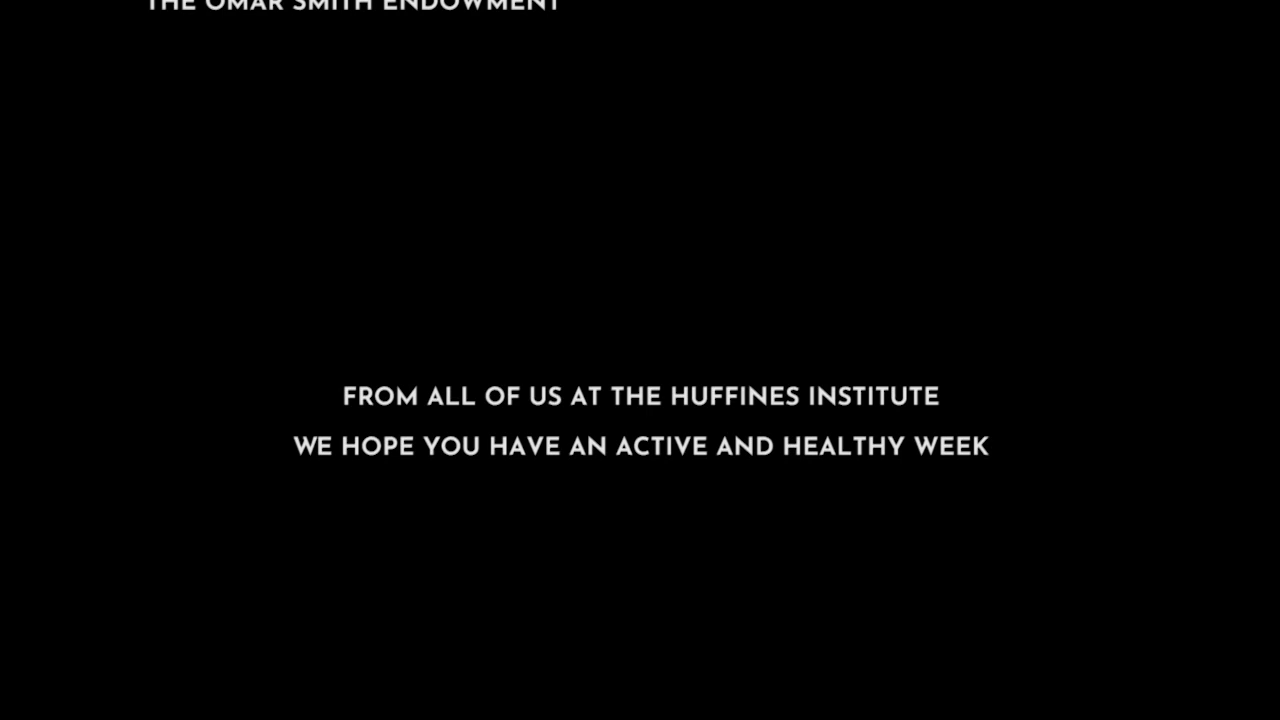 THE OMAR SMITH ENDOWMENT
FROM ALL OF US AT THE HUFFINES INSTITUTE
WE HOPE YOU HAVE AN ACTIVE AND HEALTHY WEEK